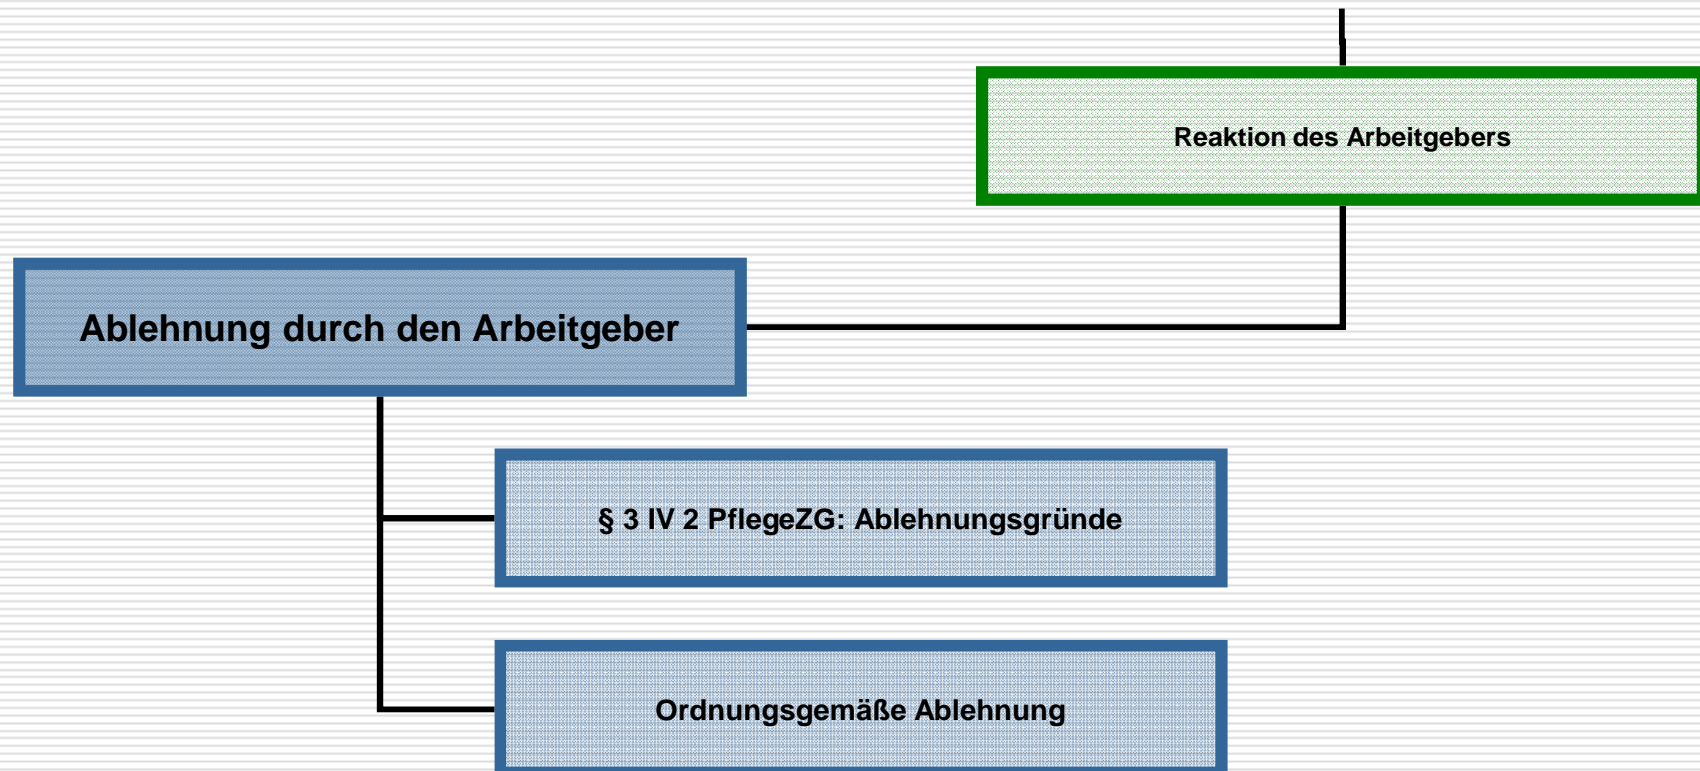 Reaktion des Arbeitgebers
Ablehnung durch den Arbeitgeber
§ 3 IV 2 PflegeZG: Ablehnungsgründe
Ordnungsgemäße Ablehnung